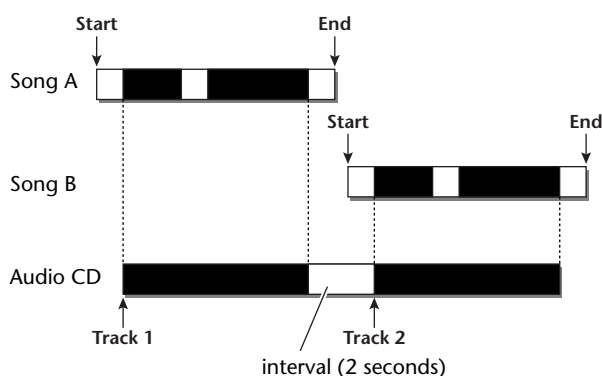 Start End
Song A
Start End
Song B
Audio CD
Track 1 Track 2
interval (2 seconds)